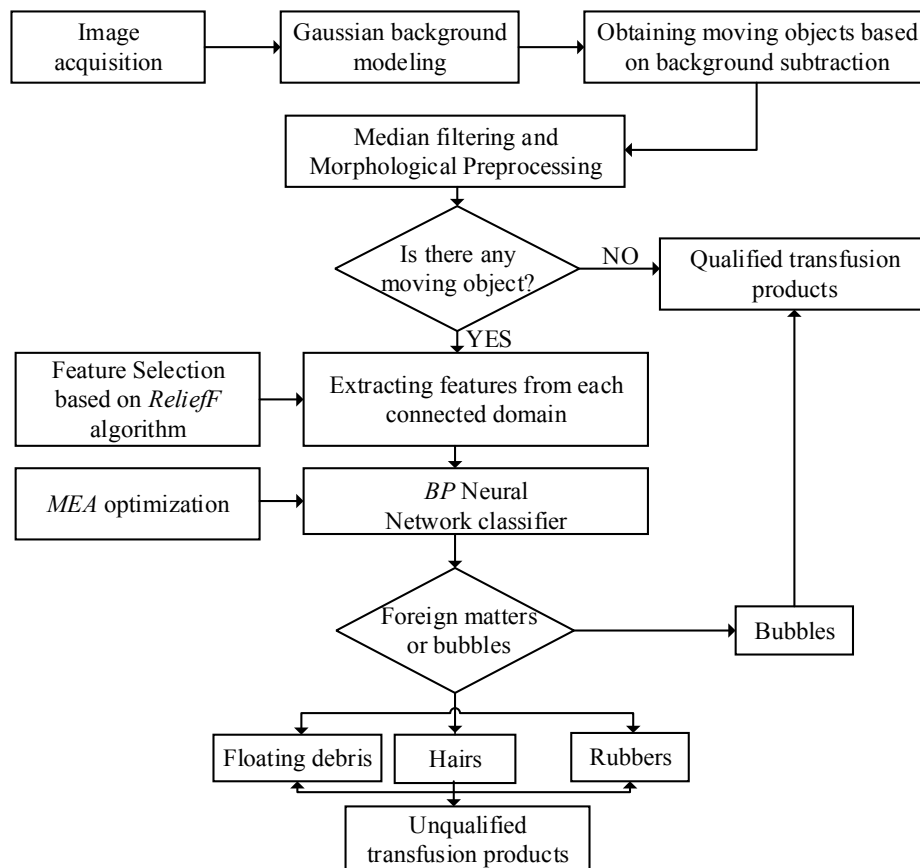 Image
acquisition
Gaussian background
modeling
Obtaining moving objects based
on background subtraction
Median filtering and
Morphological Preprocessing
Is there any
moving object?
NO
Qualified transfusion
products
YES
Feature Selection
based on ReliefF
algorithm
Extracting features from each
connected domain
MEA optimization
BP Neural
Network classifier
Foreign matters
or bubbles
Bubbles
Floating debris
Hairs
Rubbers
Unqualified
transfusion products